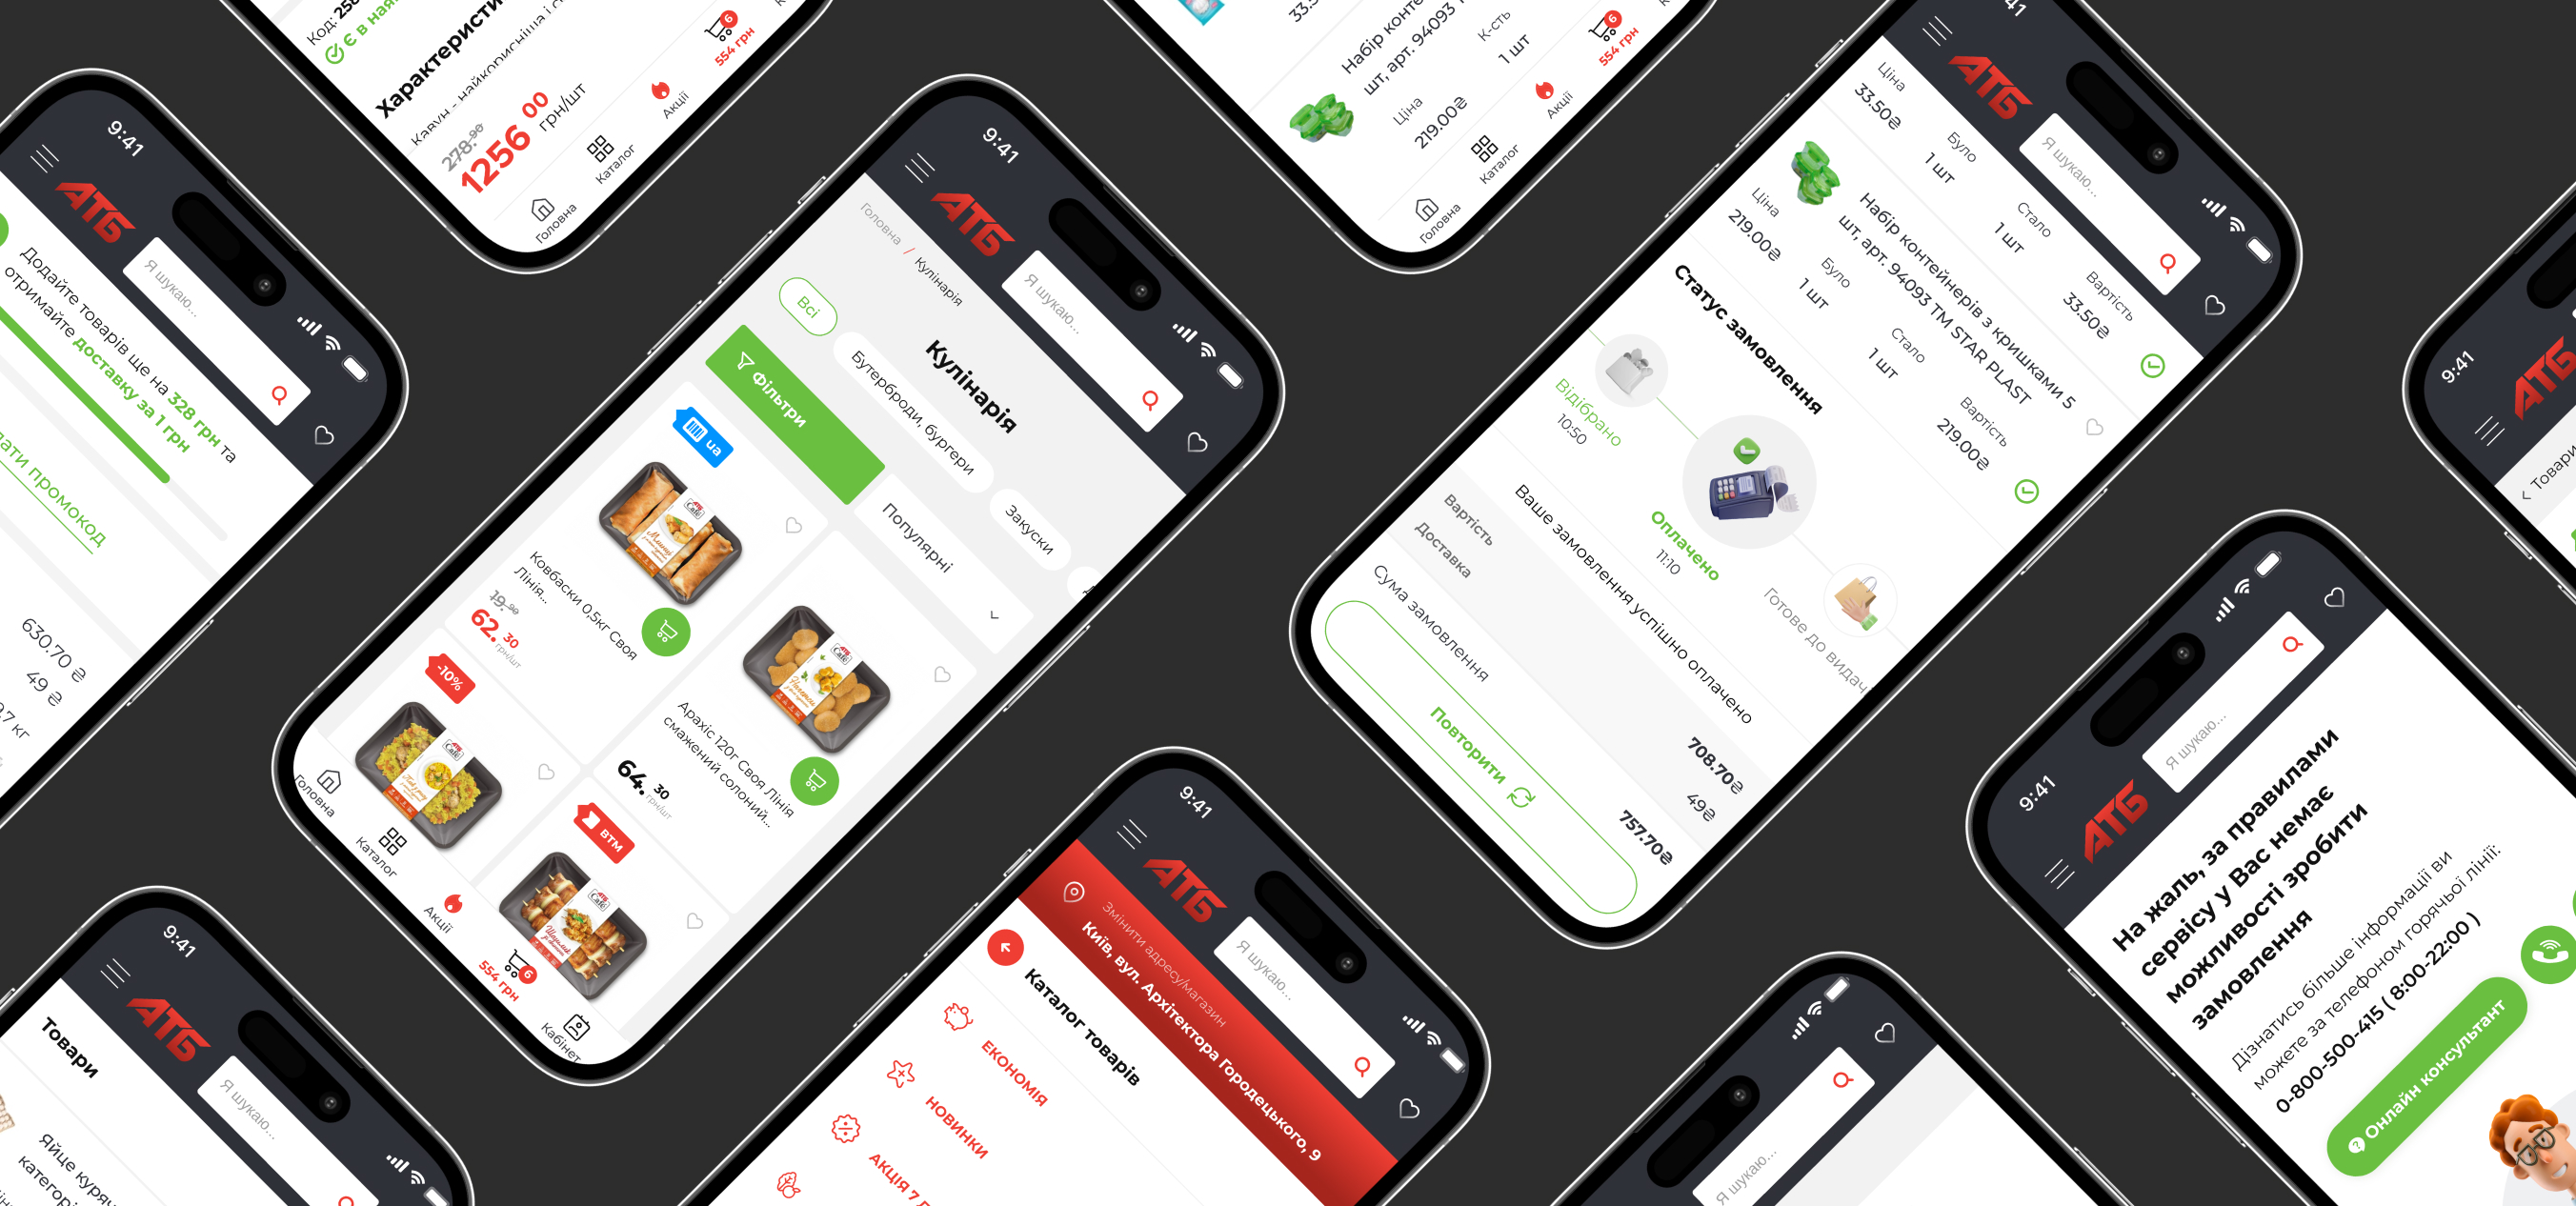 9:41
АТБ
Я шукаю...
Додайте товарів ще на 328 грн та
отримайте доставку за 1 грн
промокод
630.70 ₴
49 ₴
кг
Код:
Є в
Характеристи
278.90
1256 00
грн/шт
Головна
Каталог
Акції
6
554 грн
9:41
АТБ
Я шукаю...
Головна / Кулінарія
Кулінарія
Всі
Бутерброди, бургери
Закуски
Фільтри
Популярні
ua
Ковбаски 0,5кг Своя
Лінія...
19.90
62.30
грн/шт
Арахіс 120г Своя Лінія
смажений солоний...
64.30
грн/шт
-10%
ВТМ
Головна
Каталог
Акції
6
554 грн
Кабінет
33.5
Набір конте
шт, арт. 94093 Т
Ціна
219.00₴
К-сть
1 шт
Головна
Каталог
Акції
6
554 грн
41
АТБ
Я шукаю...
Ціна
33.50₴
Було
1 шт
Стало
1 шт
Вартість
33.50₴
Набір контейнерів з кришками 5
шт, арт. 94093 ТМ STAR PLAST
Ціна
219.00₴
Було
1 шт
Стало
1 шт
Вартість
219.00₴
Статус замовлення
Відібрано
10:50
Оплачено
11:10
Готове до видач
Ваше замовлення успішно оплачено
Вартість
708.70₴
Доставка
49₴
Сума замовлення
757.70₴
Повторити
9:41
АТБ
Товари
9:41
АТБ
Я шукаю...
На жаль, за правилами
сервісу у Вас немає
можливості зробити
замовлення
Дізнатись більше інформації ви
можете за телефоном горячьої лінії:
0-800-500-415 ( 8:00-22:00 )
Онлайн консультант
9:41
АТБ
Я шукаю...
Товари
Яйце куряч
категорі
9:41
АТБ
Я шукаю...
Змінити адресу/магазин
Київ, вул. Архітектора Городецького, 9
Каталог товарів
ЕКОНОМІЯ
НОВИНКИ
АКЦІЯ 7
Я шукаю...